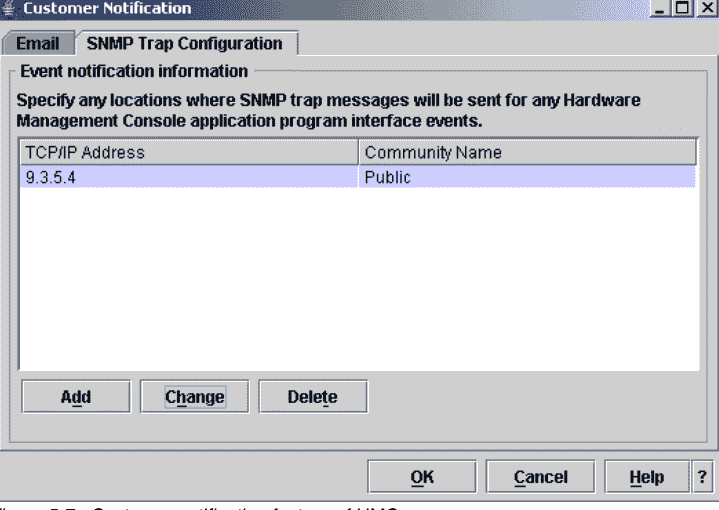 Customer Notification
Email SNMP Trap Configuration
Event notification information
Specify any locations where SNMP trap messages will be sent for any Hardware
Management Console application program interface events.
TCP/IP Address Community Name
9.3.5.4 Public
Add Change Delete
OK Cancel Help ?